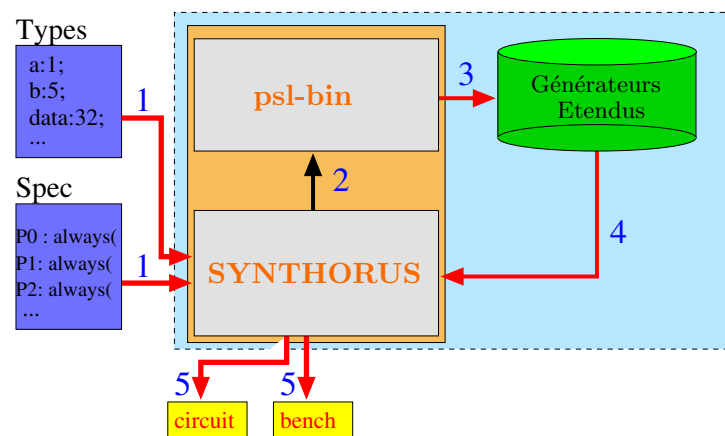 Types
a:1;
b:5;
data:32;
...
1
Spec
P0 : always(
P1: always(
P2: always(
...
1
psl-bin
3
Générateurs
Etendus
2
4
SYNTHORUS
5
5
circuit
bench